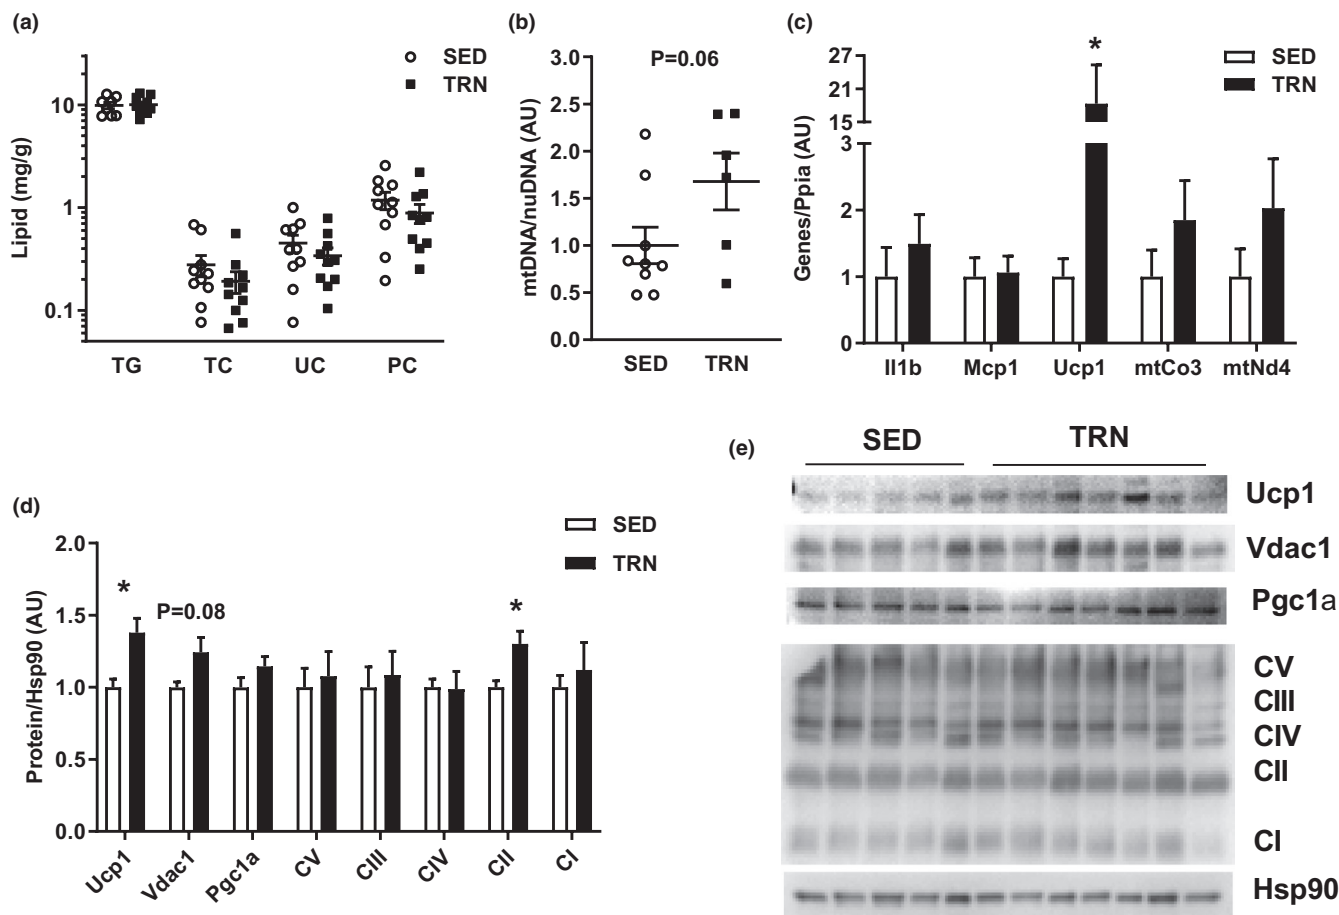 (a)
SED
TRN
Lipid (mg/g)
10
1
0.1
TG TC UC PC
(b)
P=0.06
mtDNA/nuDNA (AU)
3.0
2.5
2.0
1.5
1.0
0.5
0.0
SED TRN
(c)
*
SED
TRN
Genes/Ppia (AU)
27
21
15
3
2
1
0
Il1b Mcp1 Ucp1 mtCo3 mtNd4
(d)
SED
TRN
Protein/Hsp90 (AU)
2.0
1.5
1.0
0.5
0.0
*
P=0.08
*
Ucp1 Vdac1 Pgc1a CV CIII CIV CII CI
(e)
SED TRN
Ucp1
Vdac1
Pgc1a
CV
CIII
CIV
CII
CI
Hsp90